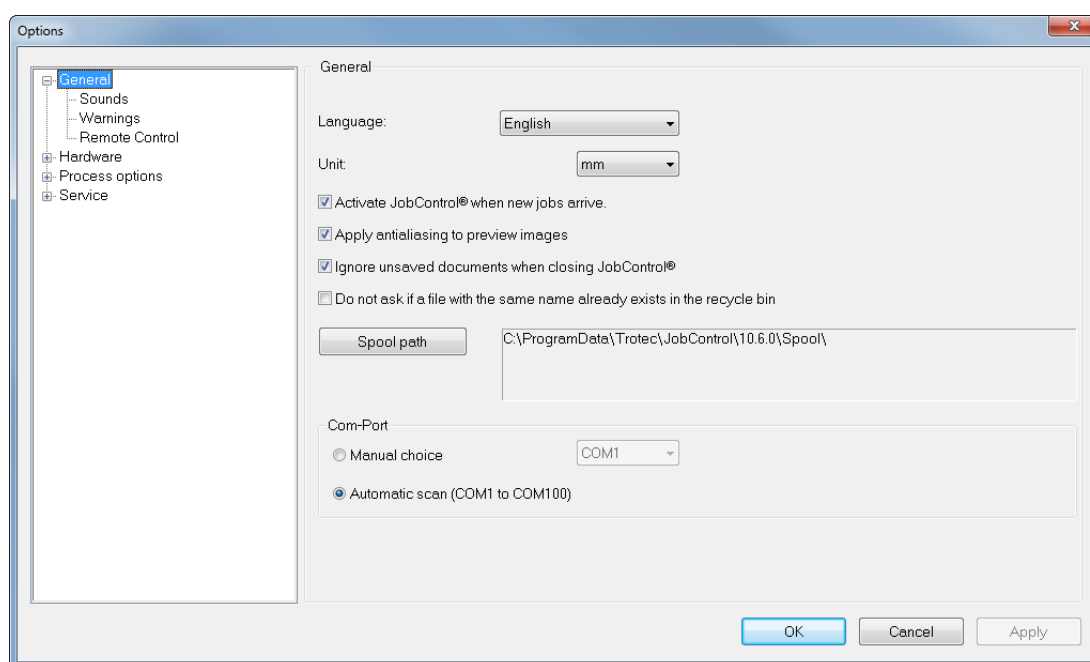 Options
General
Sounds
Warnings
Remote Control
Hardware
Process options
Service
General
Language:
English
Unit:
mm
Activate JobControl® when new jobs arrive.
Apply antialiasing to preview images
Ignore unsaved documents when closing JobControl®
Do not ask if a file with the same name already exists in the recycle bin
Spool path
C:\ProgramData\Trotec\JobControl\10.6.0\Spool\
Com-Port
Manual choice
COM1
Automatic scan (COM1 to COM100)
OK
Cancel
Apply